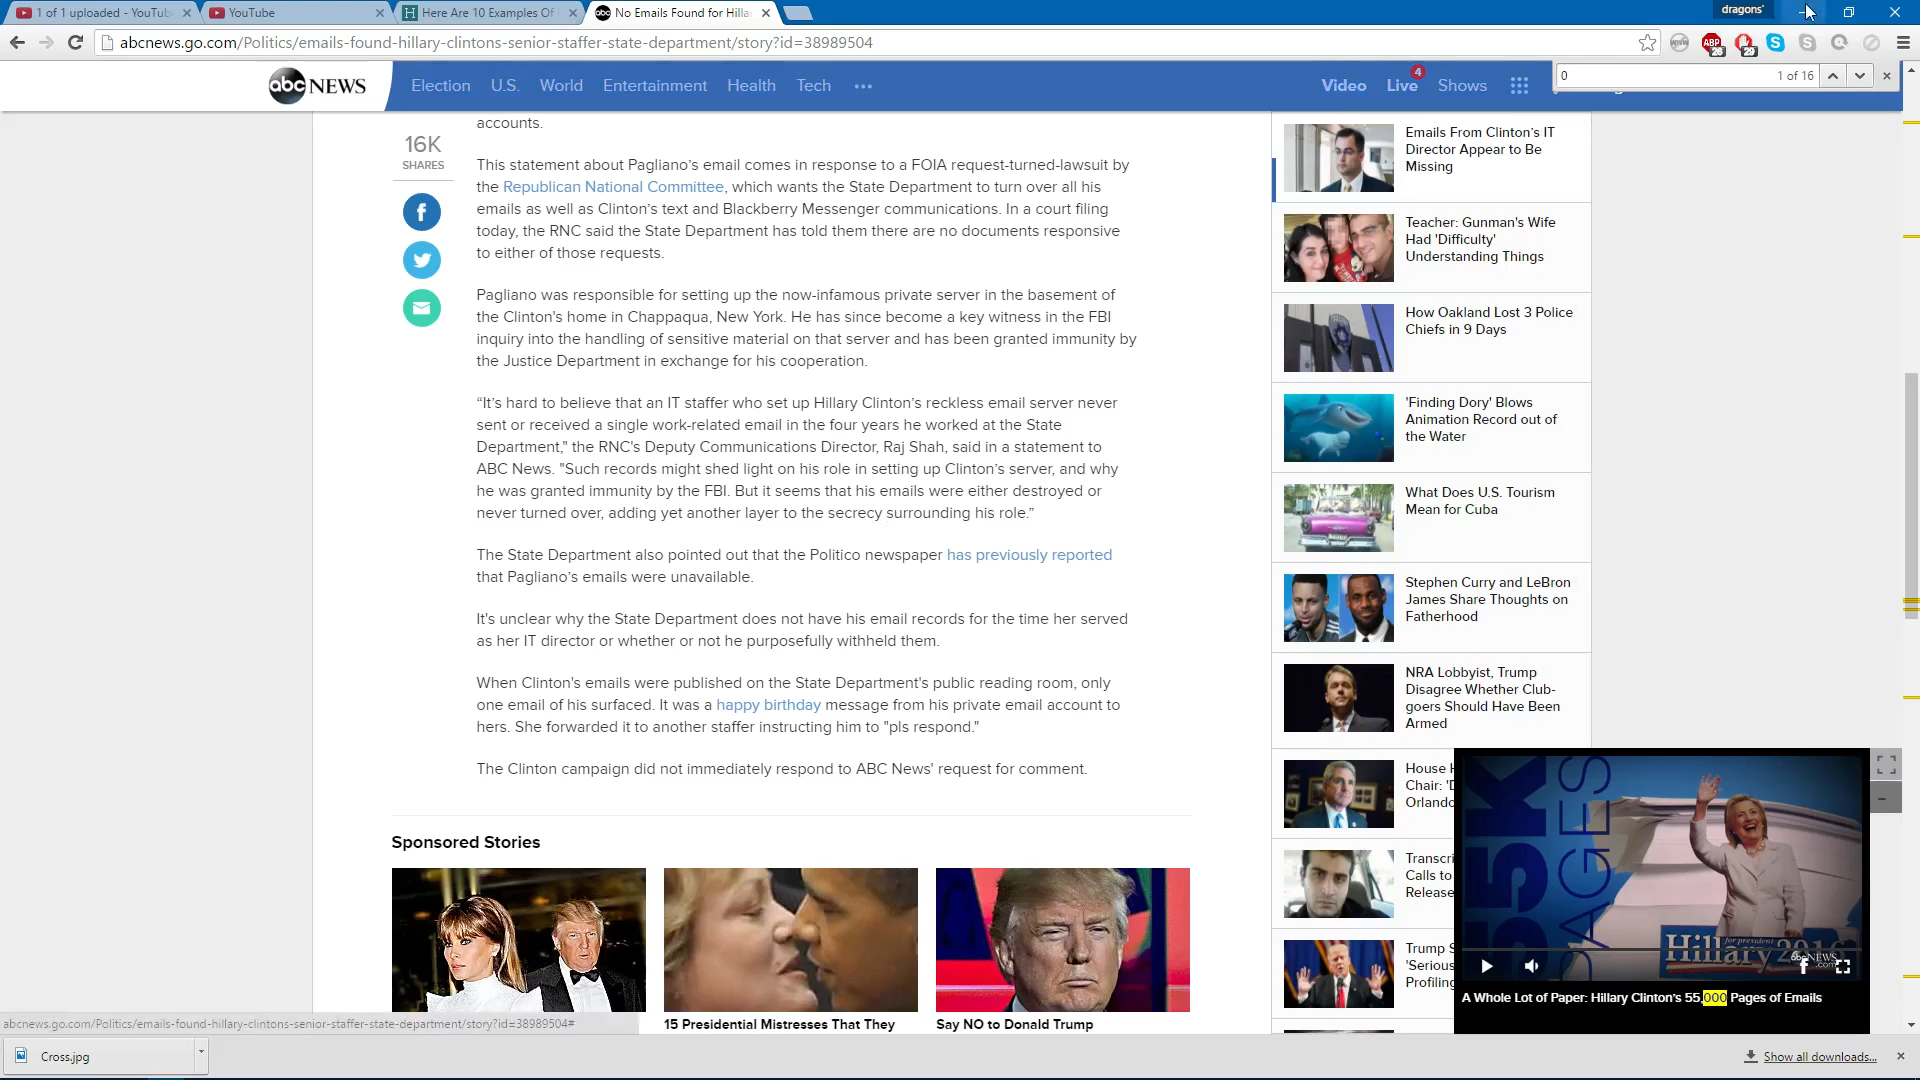 1 of 1 uploaded - YouTub
YouTube
Here Are 10 Examples Of
No Emails Found for Hilla
dragons'
abcnews.go.com/Politics/emails-found-hillary-clintons-senior-staffer-state-department/story?id=38989504
ABP
26
29
0
1 of 16
abc NEWS
Election
U.S.
World
Entertainment
Health
Tech
Video
Live
4
Shows
16K
SHARES
accounts.
This statement about Pagliano’s email comes in response to a FOIA request-turned-lawsuit by
the Republican National Committee, which wants the State Department to turn over all his
emails as well as Clinton’s text and Blackberry Messenger communications. In a court filing
today, the RNC said the State Department has told them there are no documents responsive
to either of those requests.
Pagliano was responsible for setting up the now-infamous private server in the basement of
the Clinton's home in Chappaqua, New York. He has since become a key witness in the FBI
inquiry into the handling of sensitive material on that server and has been granted immunity by
the Justice Department in exchange for his cooperation.
“It’s hard to believe that an IT staffer who set up Hillary Clinton’s reckless email server never
sent or received a single work-related email in the four years he worked at the State
Department," the RNC's Deputy Communications Director, Raj Shah, said in a statement to
ABC News. "Such records might shed light on his role in setting up Clinton’s server, and why
he was granted immunity by the FBI. But it seems that his emails were either destroyed or
never turned over, adding yet another layer to the secrecy surrounding his role.”
The State Department also pointed out that the Politico newspaper has previously reported
that Pagliano’s emails were unavailable.
It's unclear why the State Department does not have his email records for the time her served
as her IT director or whether or not he purposefully withheld them.
When Clinton's emails were published on the State Department's public reading room, only
one email of his surfaced. It was a happy birthday message from his private email account to
hers. She forwarded it to another staffer instructing him to "pls respond."
The Clinton campaign did not immediately respond to ABC News' request for comment.
Sponsored Stories
15 Presidential Mistresses That They
Say NO to Donald Trump
Emails From Clinton’s IT
Director Appear to Be
Missing
Teacher: Gunman's Wife
Had 'Difficulty'
Understanding Things
How Oakland Lost 3 Police
Chiefs in 9 Days
'Finding Dory' Blows
Animation Record out of
the Water
What Does U.S. Tourism
Mean for Cuba
Stephen Curry and LeBron
James Share Thoughts on
Fatherhood
NRA Lobbyist, Trump
Disagree Whether Club-
goers Should Have Been
Armed
House H
Chair: 'D
Orlando
Transcri
Calls to
Release
Trump S
'Serious
Profiling
55K
PAGES
for president
Hillary 2016
abcNEWS
.com
A Whole Lot of Paper: Hillary Clinton's 55,000 Pages of Emails
abcnews.go.com/Politics/emails-found-hillary-clintons-senior-staffer-state-department/story?id=38989504#
Cross.jpg
Show all downloads...